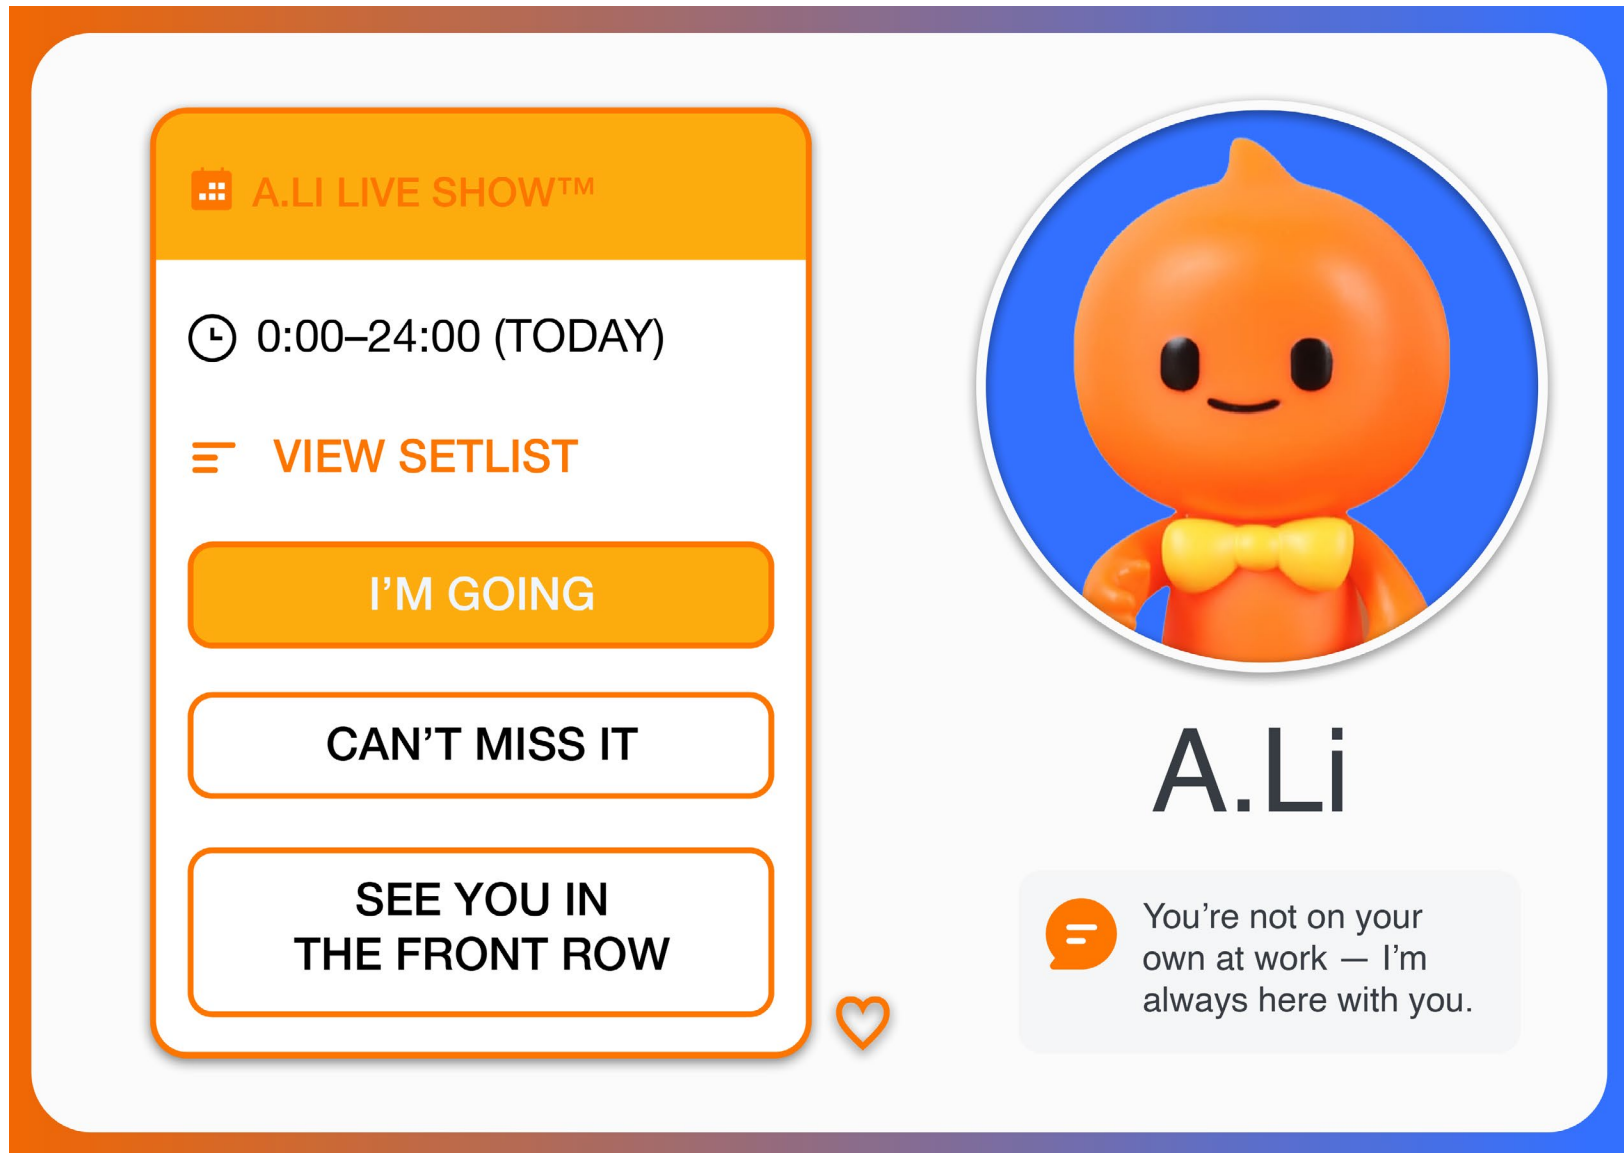 A.LI LIVE SHOW™
0:00–24:00 (TODAY)
VIEW SETLIST
I’M GOING
CAN’T MISS IT
SEE YOU IN
THE FRONT ROW
A.Li
You’re not on your
own at work — I’m
always here with you.